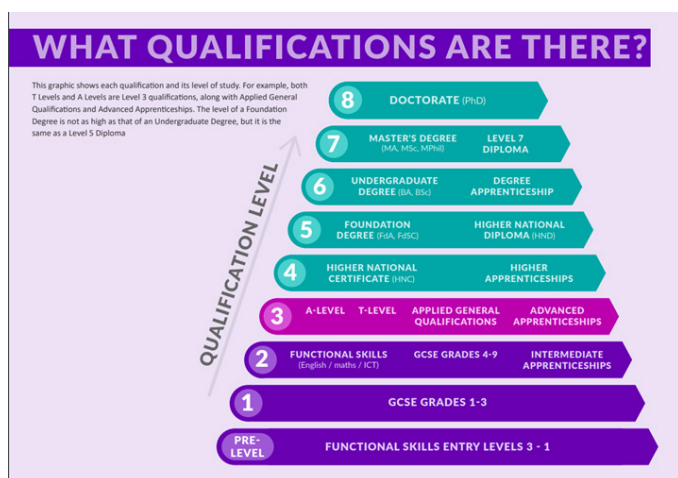 WHAT QUALIFICATIONS ARE THERE?
This graphic shows each qualification and its level of study. For example, both
T Levels and A Levels are Level 3 qualifications, along with Applied General
Qualifications and Advanced Apprenticeships. The level of a Foundation
Degree is not as high as that of an Undergraduate Degree, but it is the
same as a Level 5 Diploma
QUALIFICATION LEVEL
8 DOCTORATE (PhD)
7 MASTER'S DEGREE LEVEL 7
(MA, MSc, MPhil) DIPLOMA
6 UNDERGRADUATE DEGREE
DEGREE (BA, BSc) APPRENTICESHIP
5 FOUNDATION HIGHER NATIONAL
DEGREE (FdA, FdSC) DIPLOMA (HND)
4 HIGHER NATIONAL HIGHER
CERTIFICATE (HNC) APPRENTICESHIPS
3 A-LEVEL T-LEVEL APPLIED GENERAL ADVANCED
QUALIFICATIONS APPRENTICESHIPS
2 FUNCTIONAL SKILLS GCSE GRADES 4-9 INTERMEDIATE
(English / maths / ICT) APPRENTICESHIPS
1 GCSE GRADES 1-3
PRE-
LEVEL FUNCTIONAL SKILLS ENTRY LEVELS 3 - 1